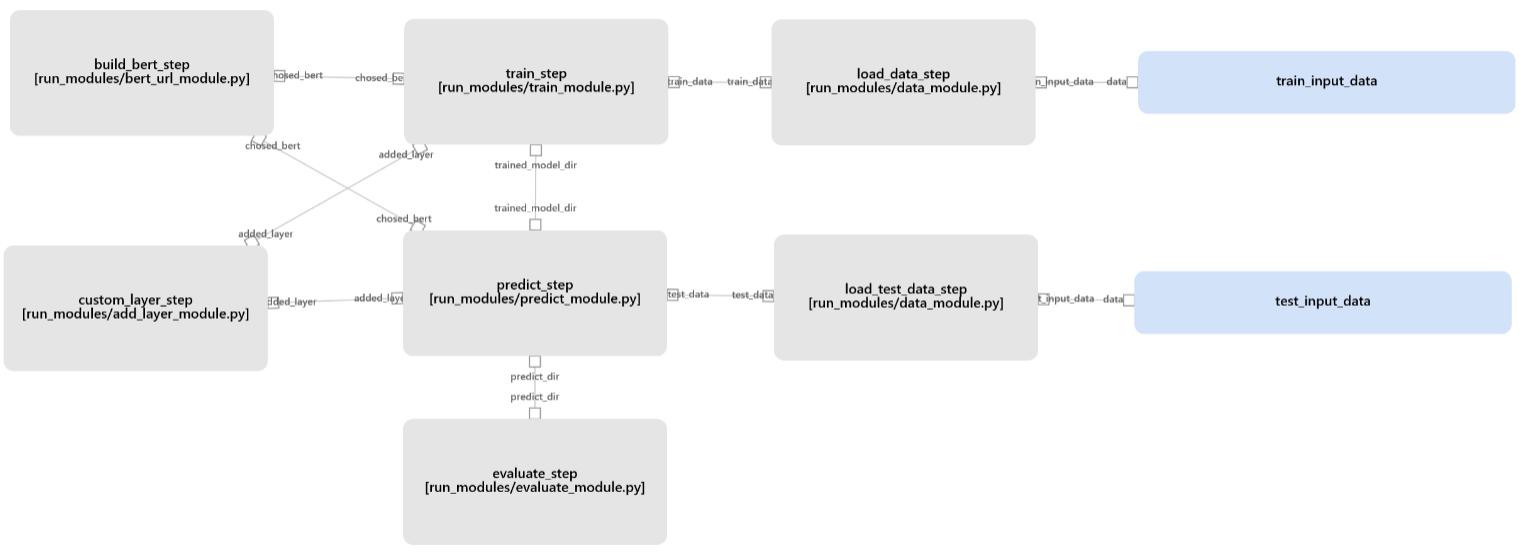 build_bert_step
[run_modules/bert_url_module.py]
hosed_bert
chosed_be
train_step
[run_modules/train_module.py]
train_data
train_data
load_data_step
[run_modules/data_module.py]
n_input_data
data
train_input_data
chosed_bert
added_layer
trained_model_dir
trained_model_dir
chosed_bert
added_layer
custom_layer_step
[run_modules/add_layer_module.py]
dded_layer
added_laye
predict_step
[run_modules/predict_module.py]
test_data
test_data
load_test_data_step
[run_modules/data_module.py]
t_input_data
data
test_input_data
predict_dir
predict_dir
evaluate_step
[run_modules/evaluate_module.py]